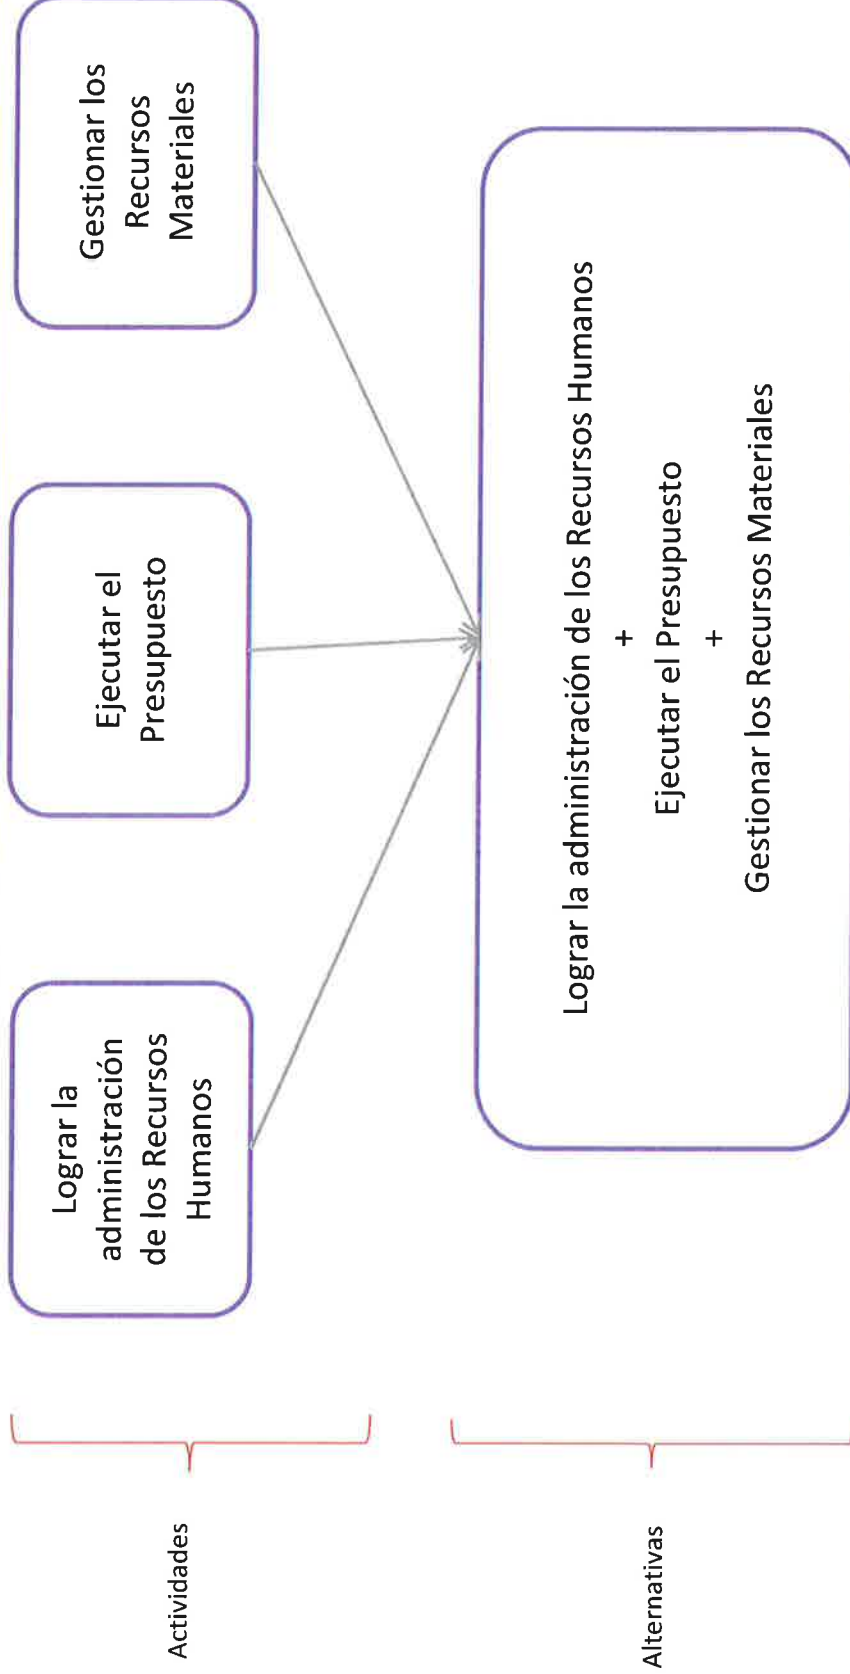 Actividades
Lograr la
administración
de los Recursos
Humanos
Ejecutar el
Presupuesto
Gestionar los
Recursos
Materiales
Alternativas
Lograr la administración de los Recursos Humanos
+
Ejecutar el Presupuesto
+
Gestionar los Recursos Materiales